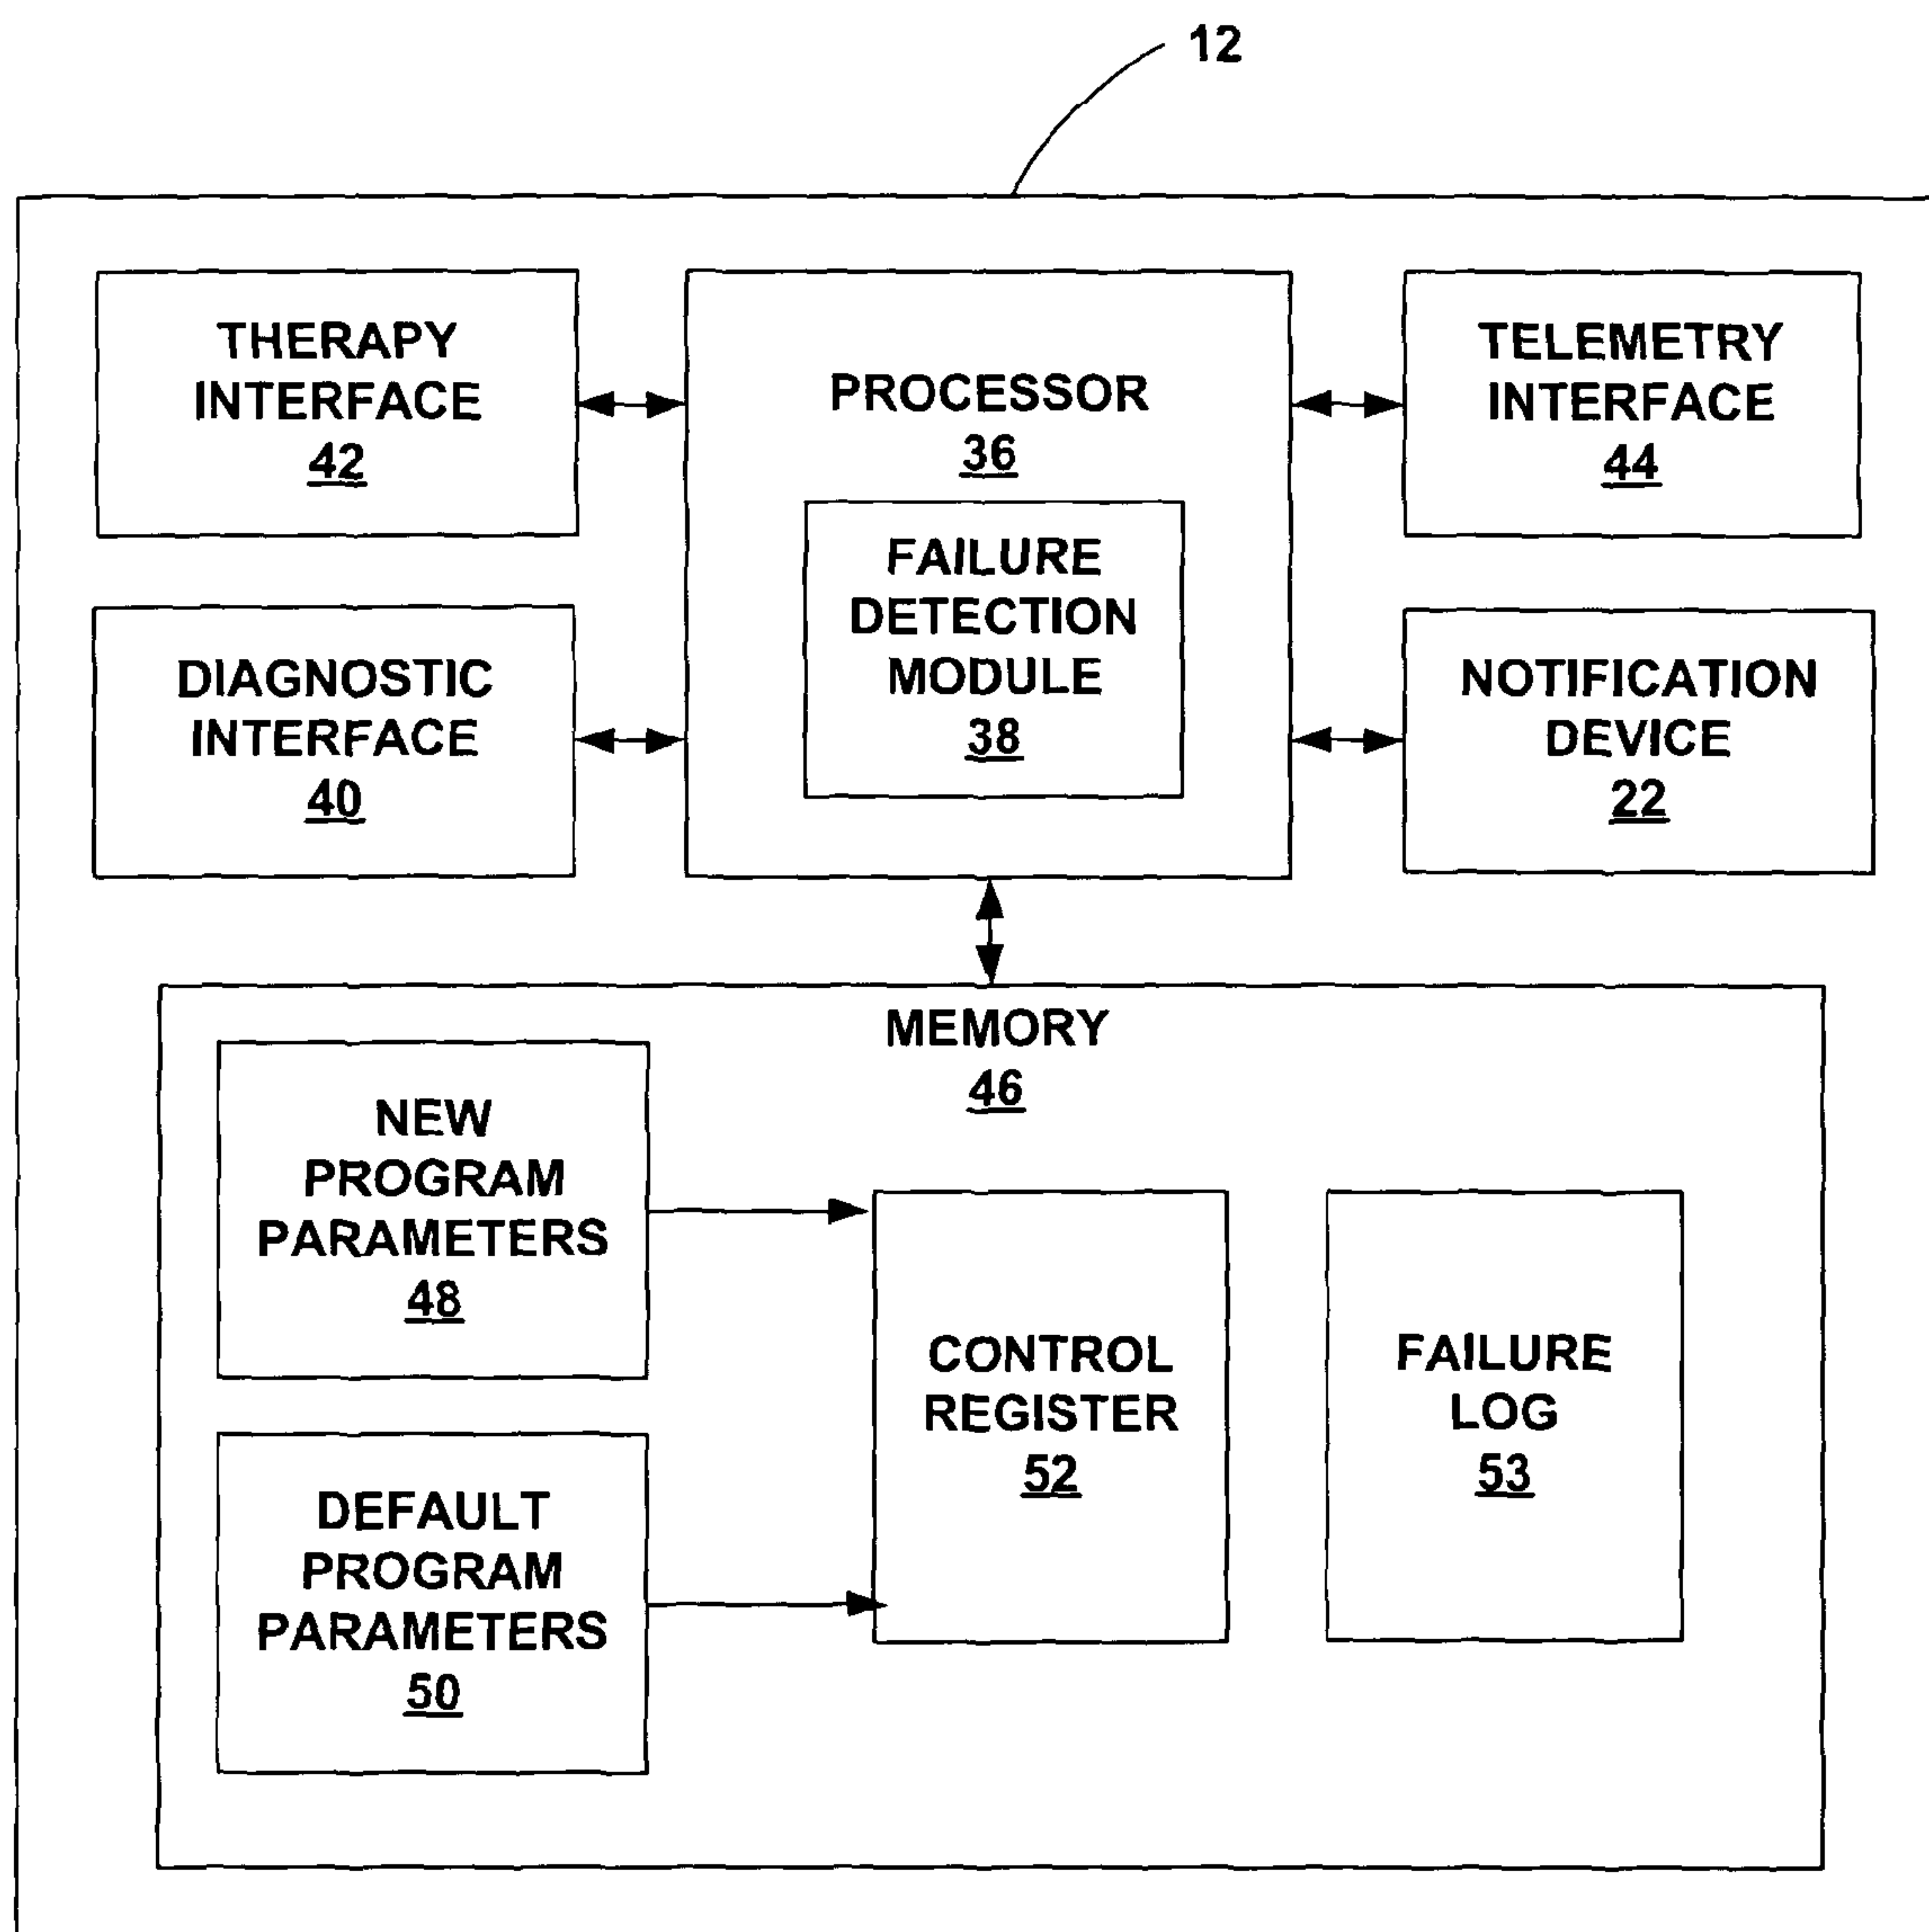 12
THERAPY
INTERFACE
42
PROCESSOR
36
TELEMETRY
INTERFACE
44
FAILURE
DETECTION
MODULE
38
DIAGNOSTIC
INTERFACE
40
NOTIFICATION
DEVICE
22
MEMORY
46
NEW
PROGRAM
PARAMETERS
48
DEFAULT
PROGRAM
PARAMETERS
50
CONTROL
REGISTER
52
FAILURE
LOG
53